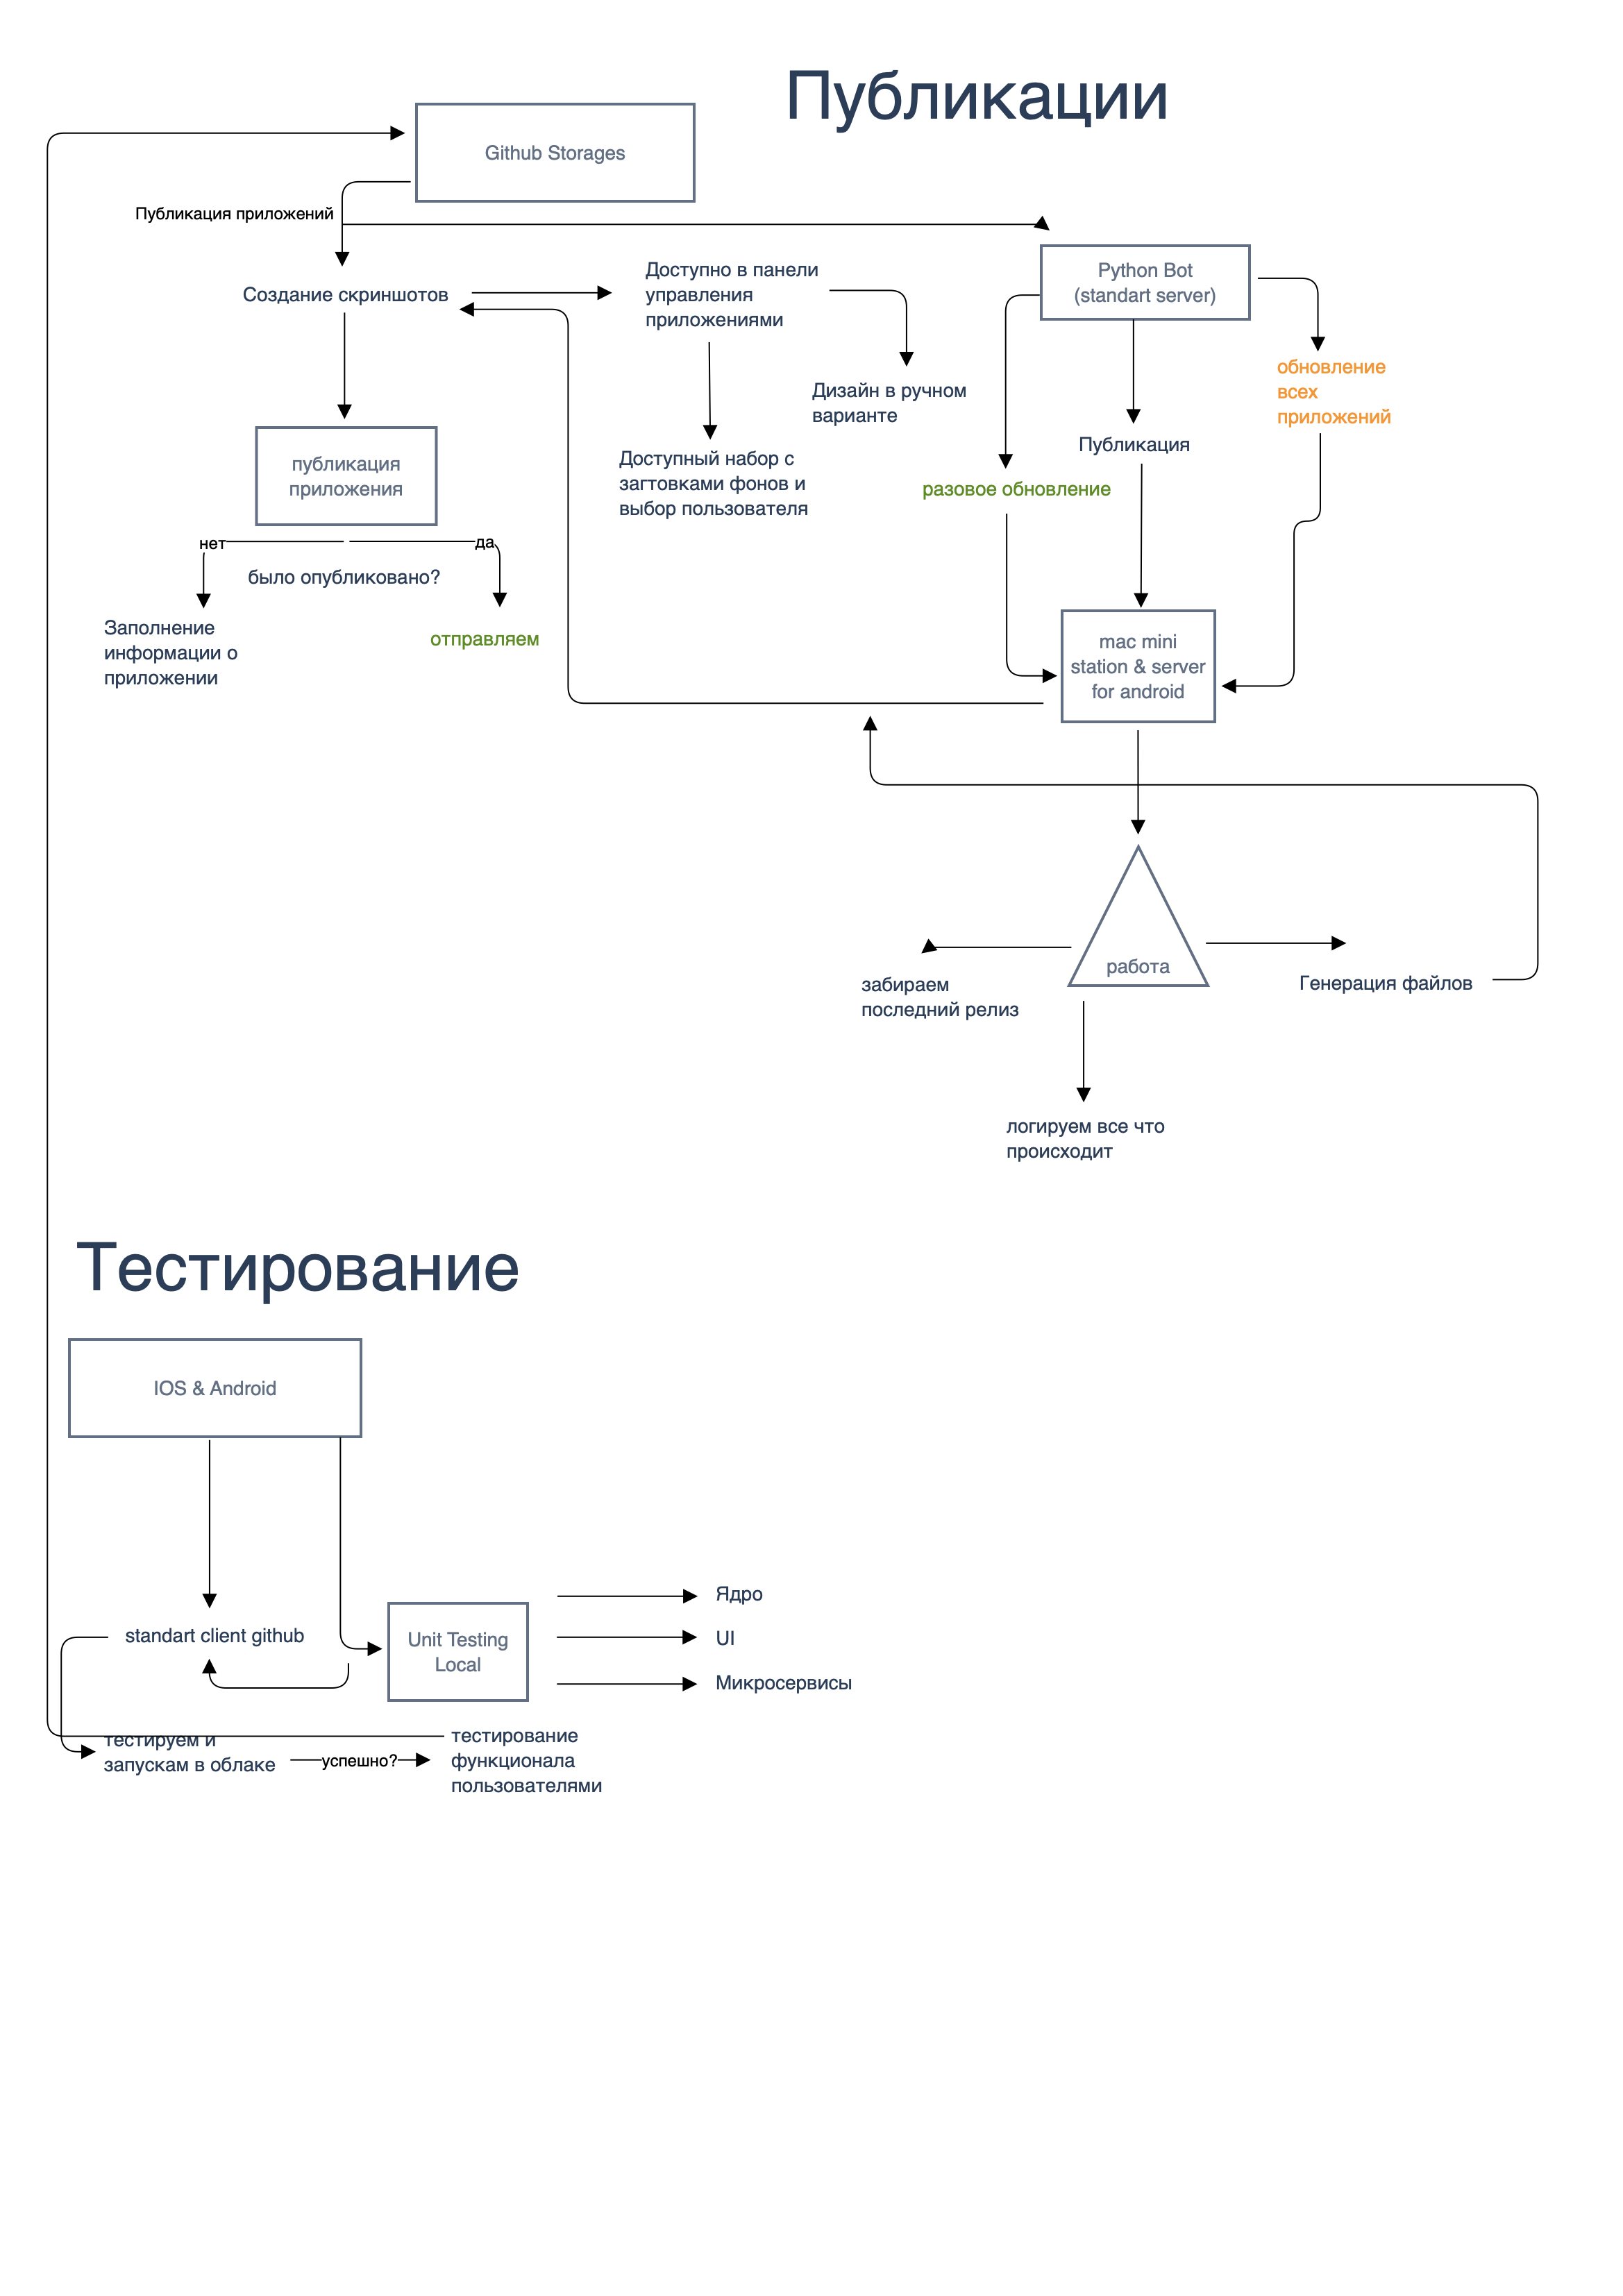 Публикации
Github Storages
Публикация приложений
Создание скриншотов
Доступно в панели
управления
приложениями
Python Bot
(standart server)
обновление
всех
приложений
Дизайн в ручном
варианте
Публикация
Доступный набор с
загтовками фонов и
выбор пользователя
разовое обновление
публикация
приложения
нет
да
было опубликовано?
Заполнение
информации о
приложении
отправляем
mac mini
station & server
for android
работа
забираем
последний релиз
Генерация файлов
логируем все что
происходит
Тестирование
IOS & Android
standart client github
Unit Testing
Local
Ядро
UI
Микросервисы
тестируем и
запускам в облаке
успешно?
тестирование
функционала
пользователями